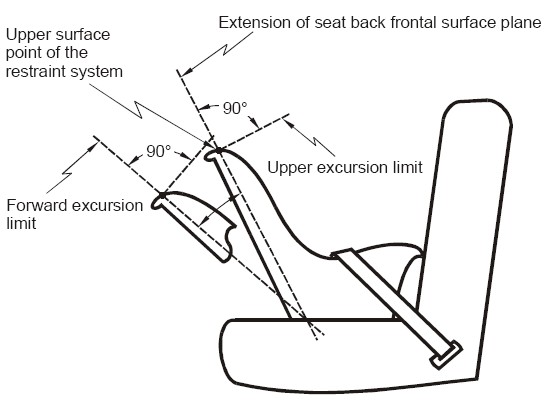 Extension of seat back frontal surface plane
Upper surface
point of the
restraint system
90°
90°
Upper excursion limit
Forward excursion
limit